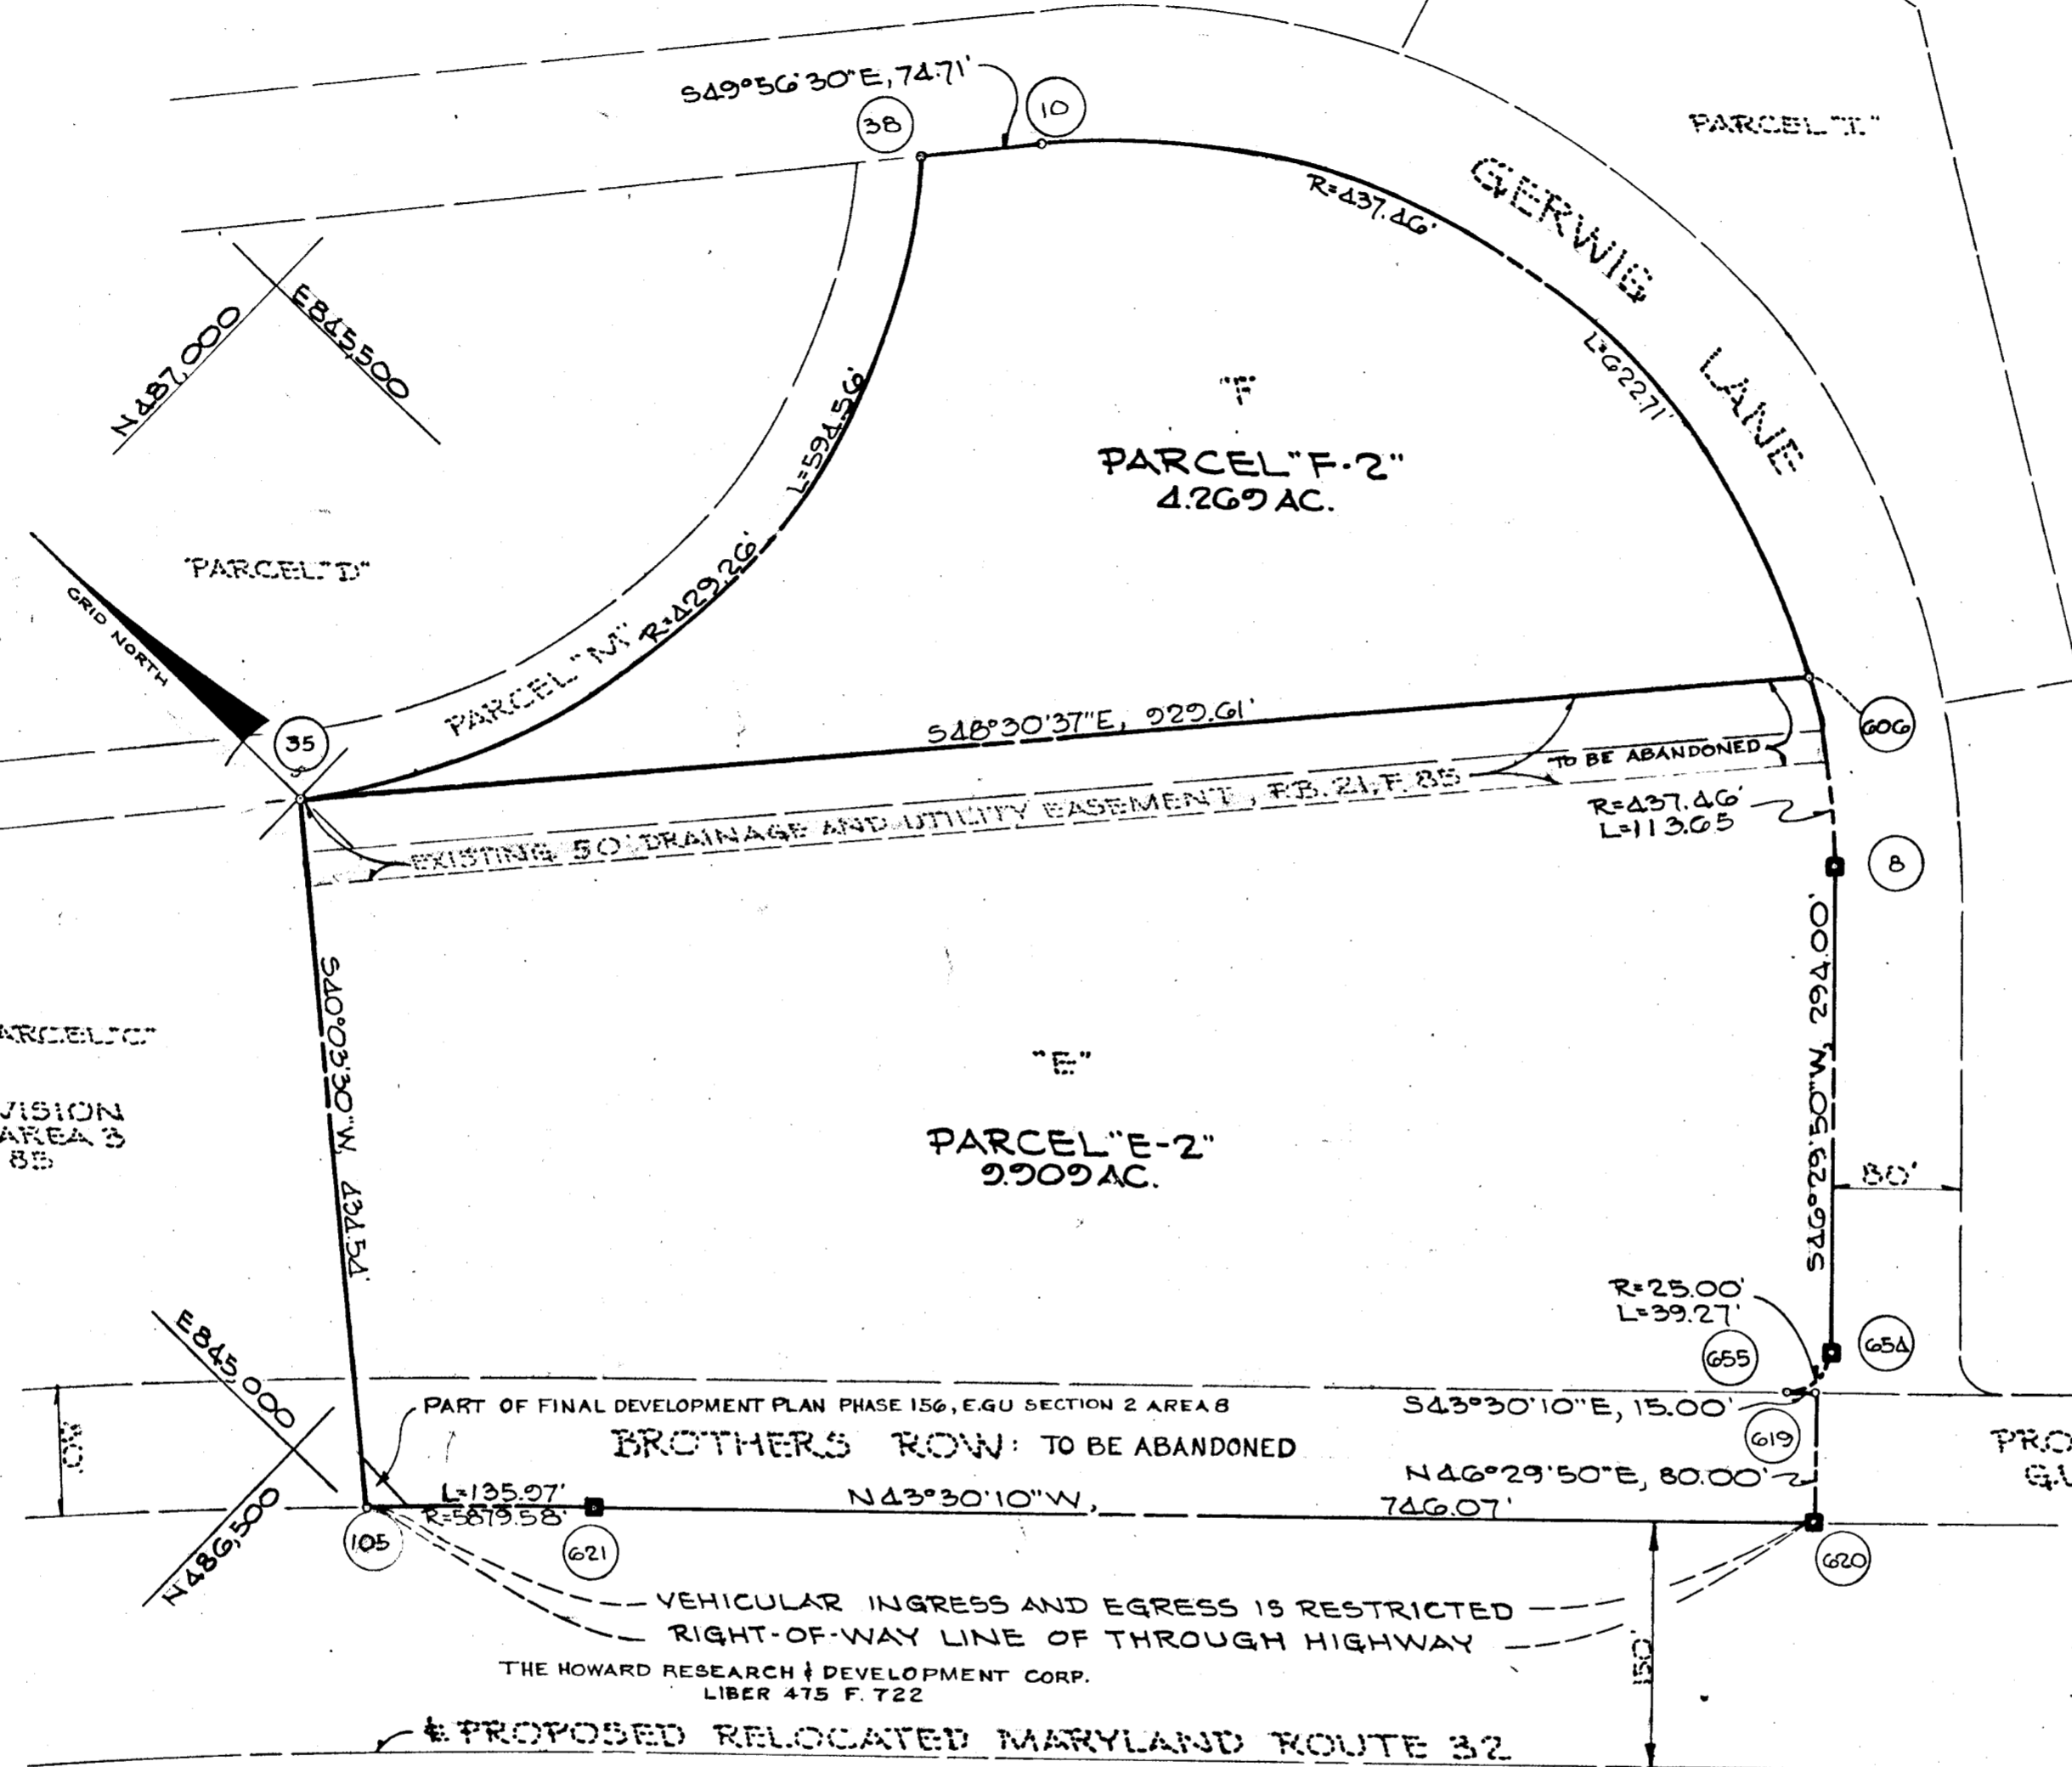 S49°56'30"E, 74.71'
38
10
PARCEL "I"
GERWIG
LANE
R=437.46'
L=622.71'
N 487,000
E 845,500
"F"
PARCEL "F-2"
4.269 AC.
L=594.56'
R=429.26'
PARCEL "D"
PARCEL "M"
GRID NORTH
35
S48°30'37"E, 929.61'
606
TO BE ABANDONED
EXISTING 50' DRAINAGE AND UTILITY EASEMENT, P.B. 21, F. 85
R=437.46'
L=113.65
8
S40°03'30"W, 434.54'
S46°29'50"W, 294.00'
ARCEL "C"
VISION
AREA 3
85
"E"
PARCEL "E-2"
9.909 AC.
80'
R=25.00'
L=39.27'
655
654
E 845,000
N 486,500
PART OF FINAL DEVELOPMENT PLAN PHASE 156, E.GU SECTION 2 AREA 8
S43°30'10"E, 15.00'
BROTHERS ROW: TO BE ABANDONED
619
PRO
G.U
N46°29'50"E, 80.00'
L=135.97'
R=5879.58'
N43°30'10"W,
746.07'
105
621
620
VEHICULAR INGRESS AND EGRESS IS RESTRICTED
RIGHT-OF-WAY LINE OF THROUGH HIGHWAY
150'
THE HOWARD RESEARCH & DEVELOPMENT CORP.
LIBER 475 F. 722
℄ PROPOSED RELOCATED MARYLAND ROUTE 32